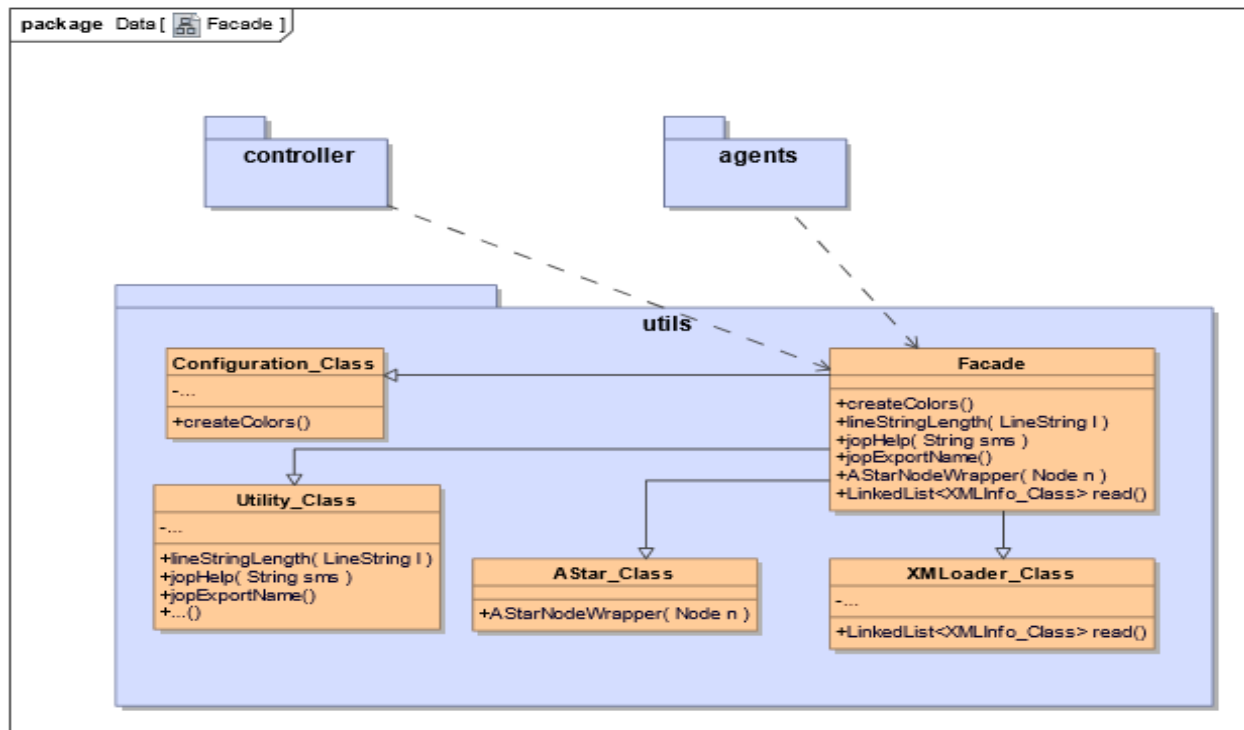 package Data [ Facade ]
controller
agents
utils
Configuration_Class
-...
+createColors()
Facade
+createColors()
+lineStringLength( LineString l )
+jopHelp( String sms )
+jopExportName()
+AStarNodeWrapper( Node n )
+LinkedList<XMLInfo_Class> read()
Utility_Class
-...
+lineStringLength( LineString l )
+jopHelp( String sms )
+jopExportName()
+...()
AStar_Class
+AStarNodeWrapper( Node n )
XMLoader_Class
-...
+LinkedList<XMLInfo_Class> read()